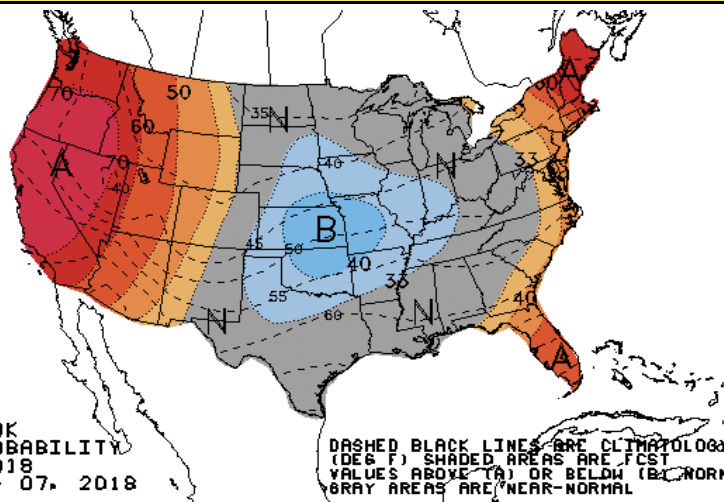 A
70
50
60
A
70
40
35 N
40
N
33
A
60
B
45
50
40
33
55
60
N
N
40
A
OK
OBABILITY
018
07, 2018
DASHED BLACK LINES ARE CLIMATOLOGY
(DEG F) SHADED AREAS ARE FCST
VALUES ABOVE (A) OR BELOW (B) NORM
GRAY AREAS ARE NEAR-NORMAL